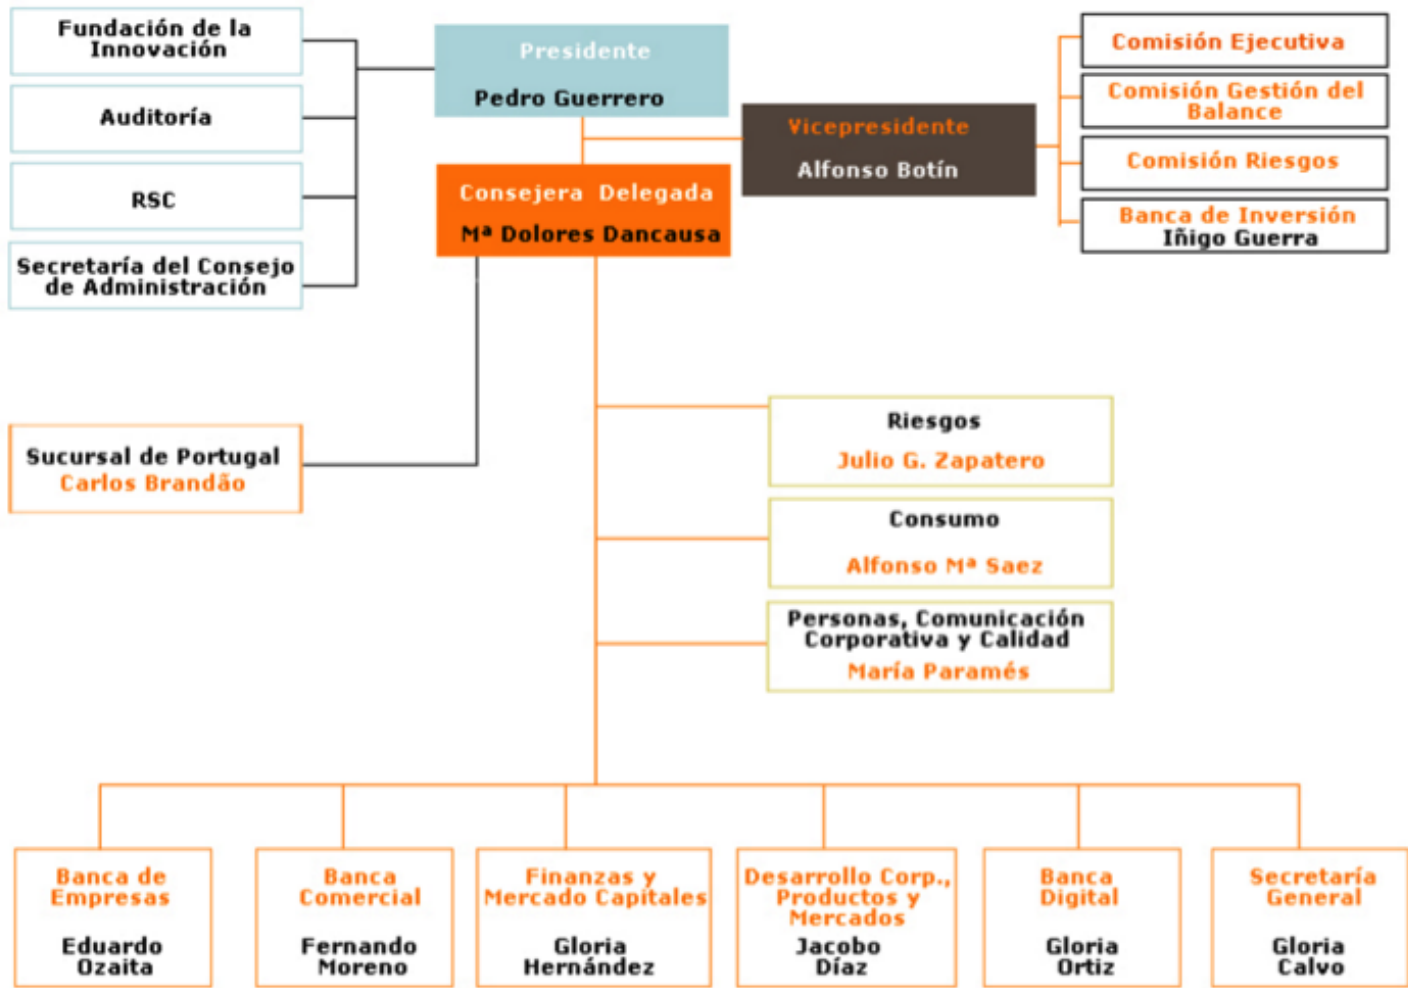 Fundación de la
Innovación
Auditoría
RSC
Secretaría del Consejo
de Administración
Presidente
Pedro Guerrero
Vicepresidente
Alfonso Botín
Consejera Delegada
Mª Dolores Dancausa
Comisión Ejecutiva
Comisión Gestión del
Balance
Comisión Riesgos
Banca de Inversión
Iñigo Guerra
Sucursal de Portugal
Carlos Brandão
Riesgos
Julio G. Zapatero
Consumo
Alfonso Mª Saez
Personas, Comunicación
Corporativa y Calidad
María Paramés
Banca de
Empresas
Eduardo
Ozaita
Banca
Comercial
Fernando
Moreno
Finanzas y
Mercado Capitales
Gloria
Hernández
Desarrollo Corp.,
Productos y
Mercados
Jacobo
Díaz
Banca
Digital
Gloria
Ortiz
Secretaría
General
Gloria
Calvo